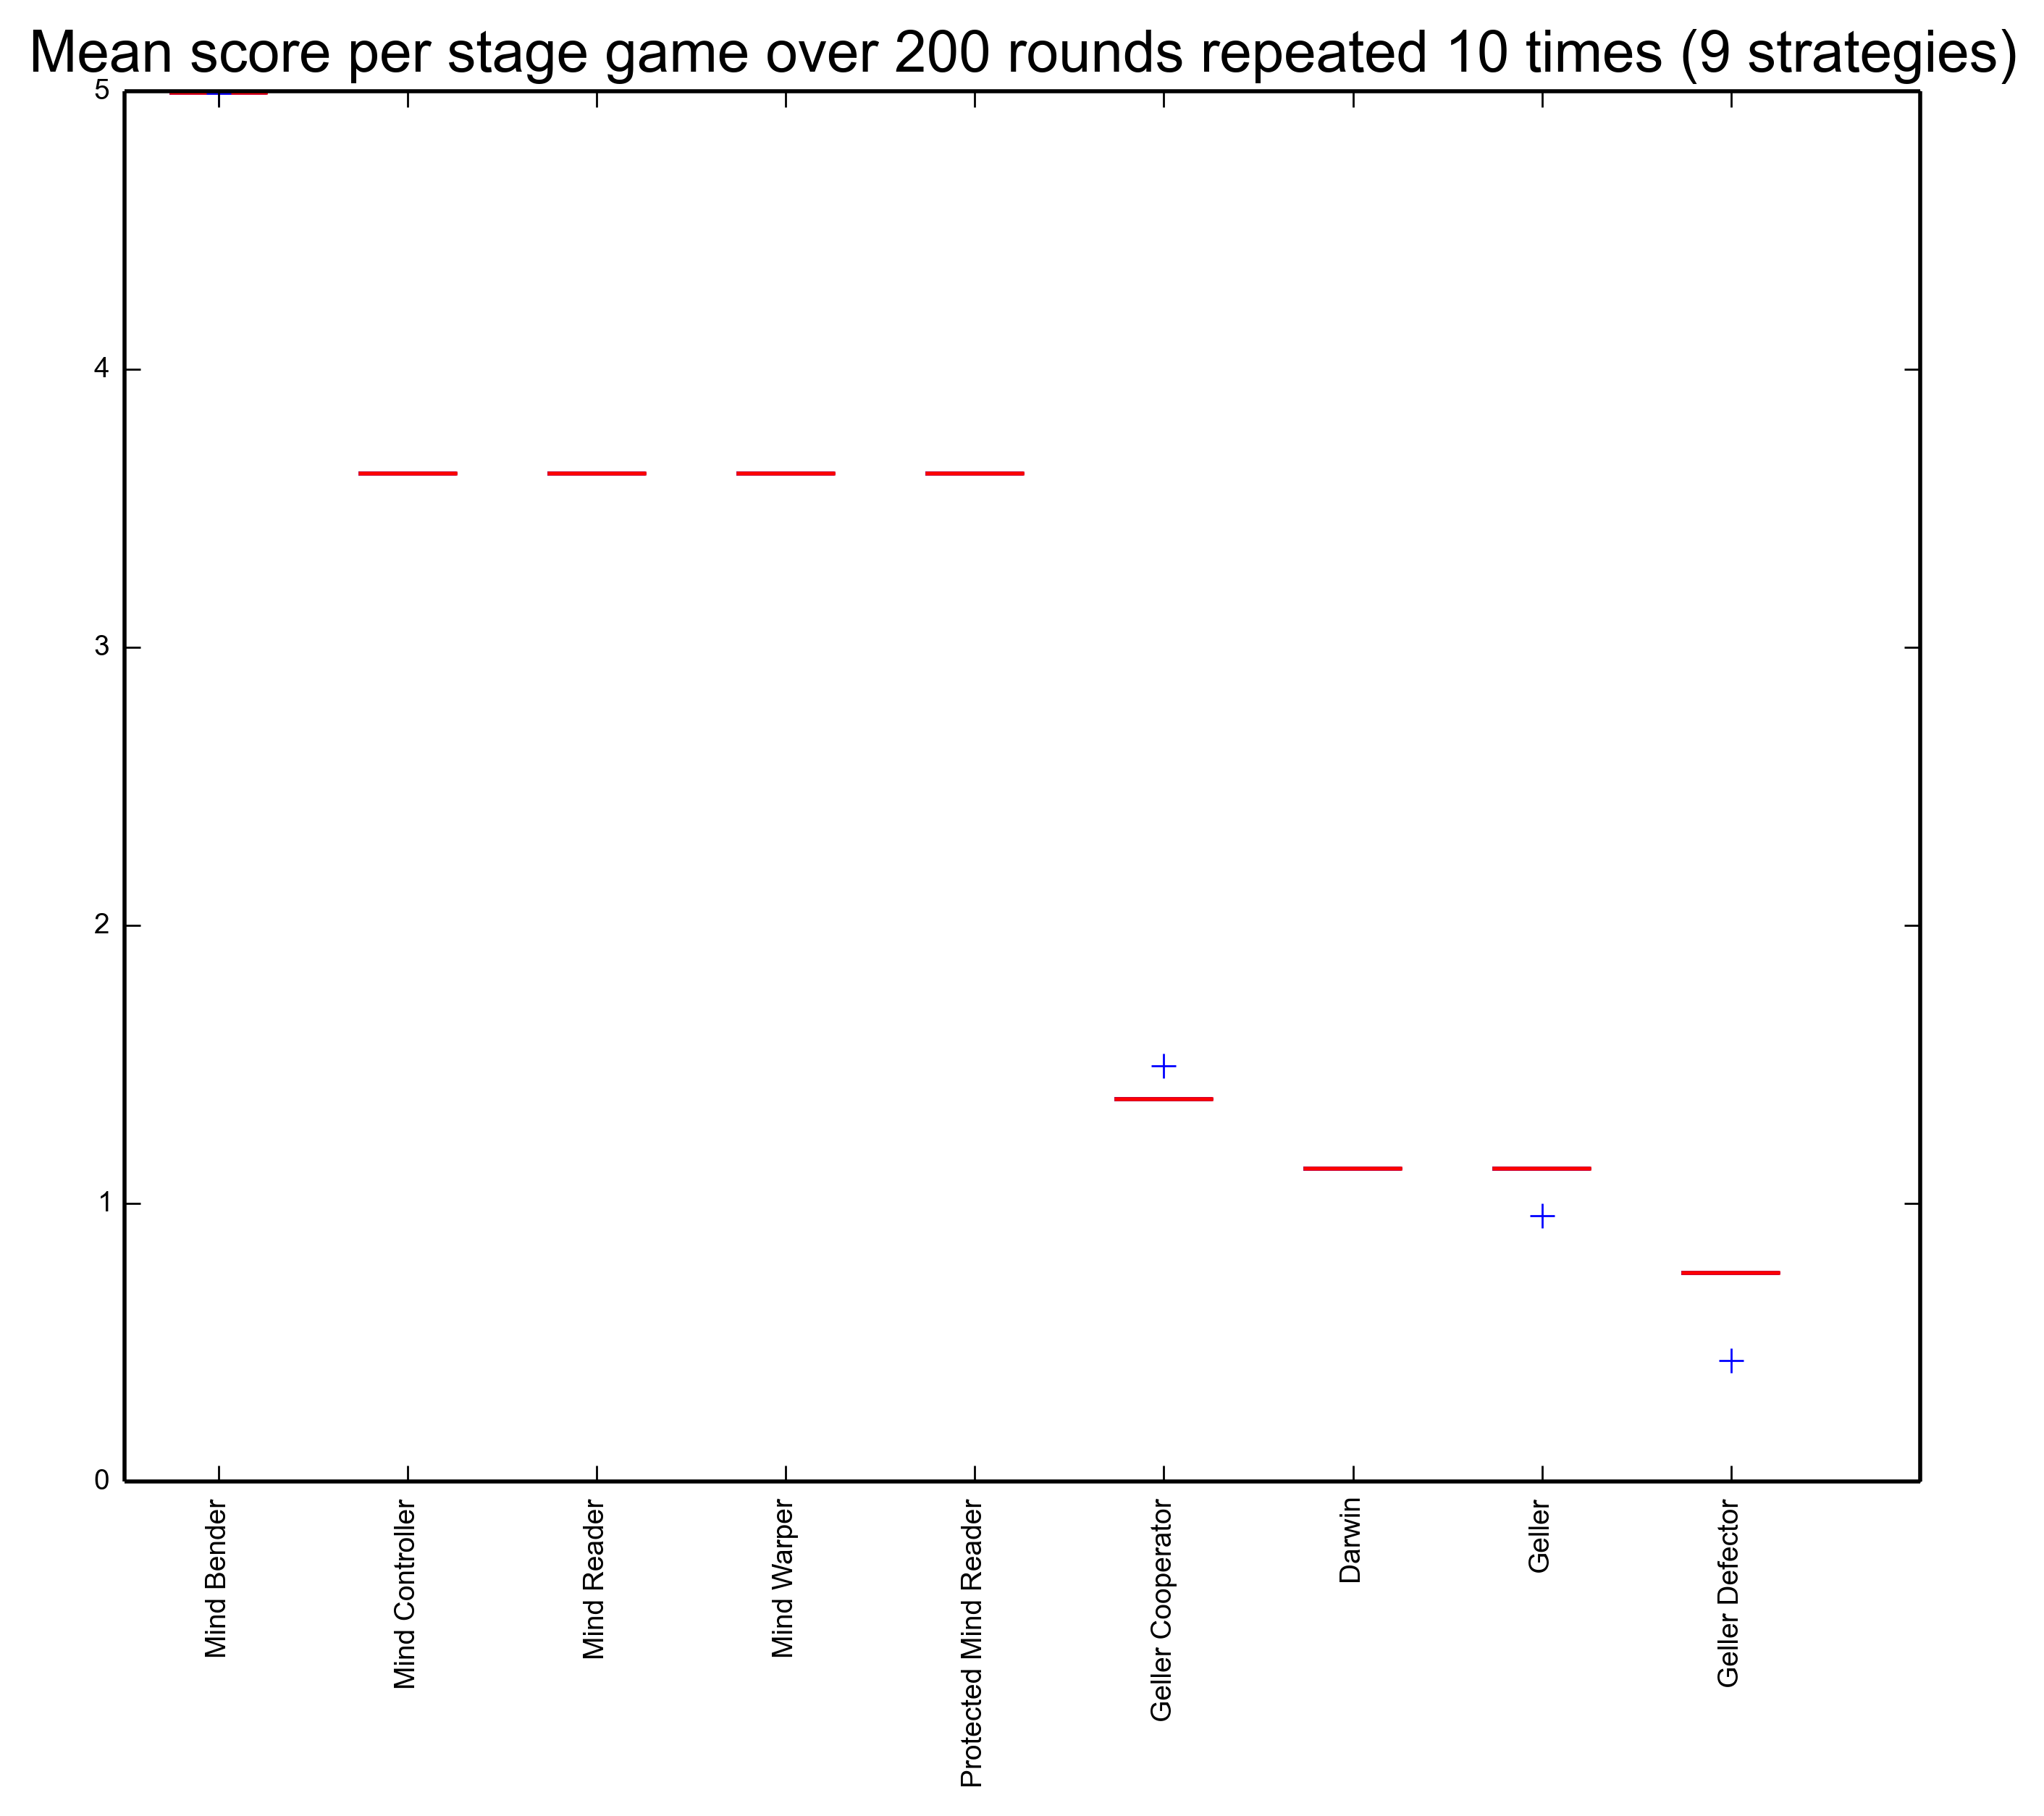 Mean score per stage game over 200 rounds repeated 10 times (9 strategies)
5
4
3
2
1
0
Mind Bender
Mind Controller
Mind Reader
Mind Warper
Protected Mind Reader
Geller Cooperator
Darwin
Geller
Geller Defector